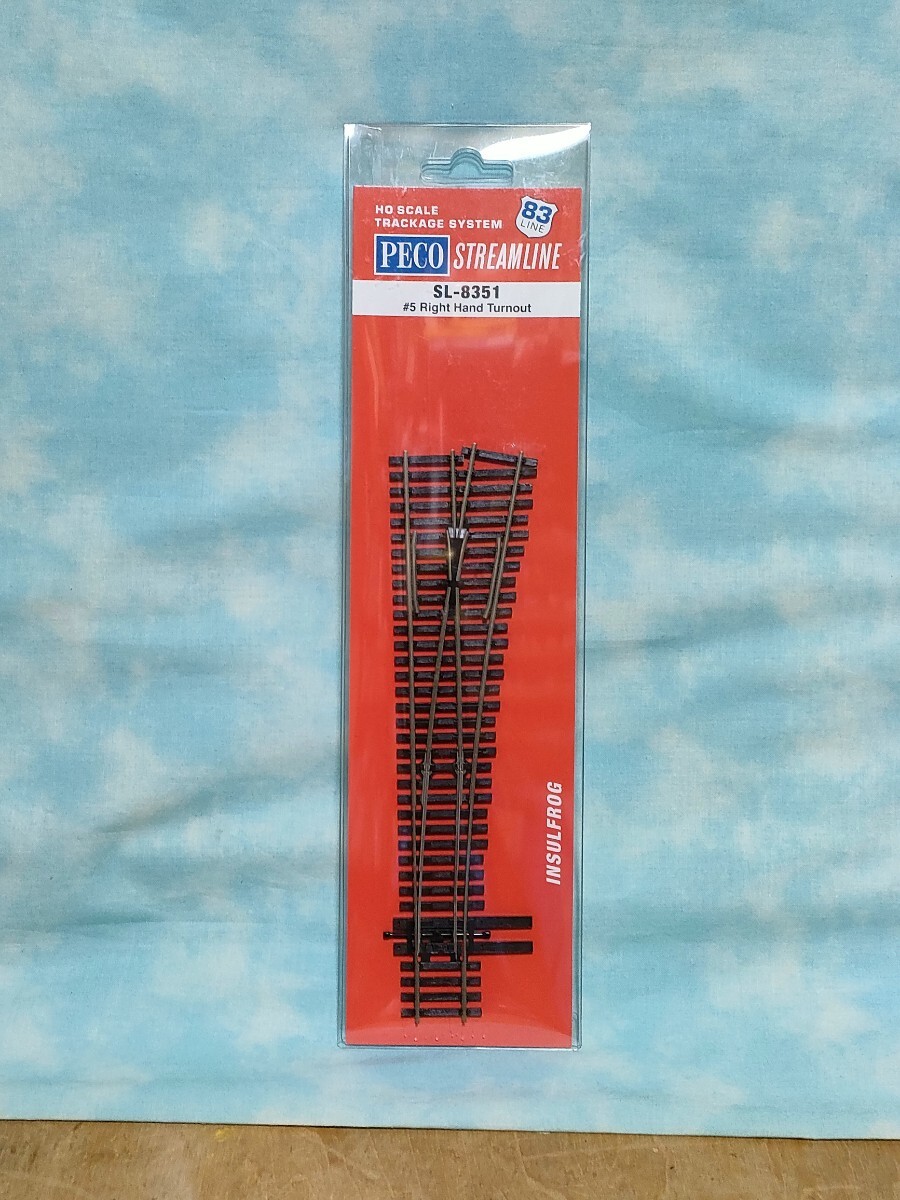 HO SCALE
TRACKAGE SYSTEM
83
LINE
PECO STREAMLINE
SL-8351
#5 Right Hand Turnout
INSULFROG